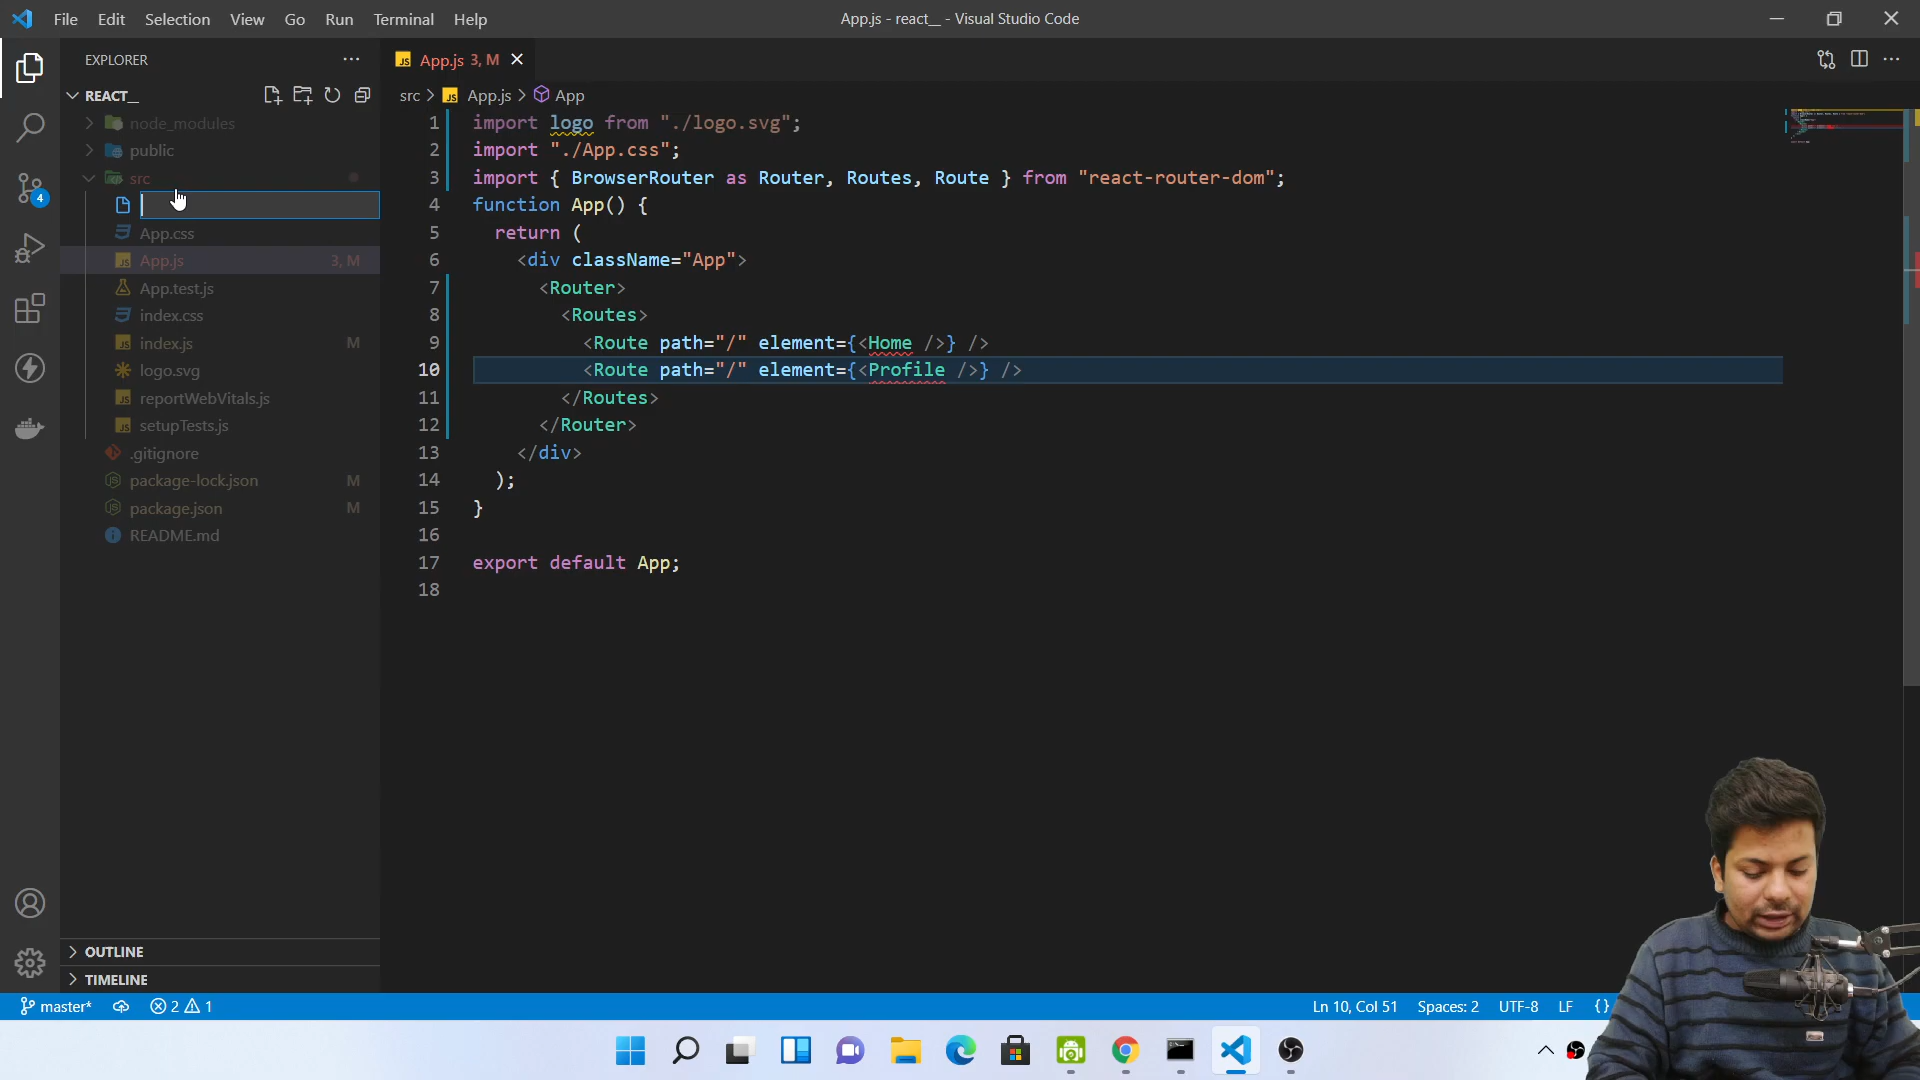 File Edit Selection View Go Run Terminal Help
App.js - react__ - Visual Studio Code
EXPLORER
REACT__
node_modules
public
src
App.css
App.js 3, M
App.test.js
index.css
index.js M
logo.svg
reportWebVitals.js
setupTests.js
.gitignore
package-lock.json M
package.json M
README.md
OUTLINE
TIMELINE
4
App.js 3, M
src > App.js > App
1 import logo from "./logo.svg";
2 import "./App.css";
3 import { BrowserRouter as Router, Routes, Route } from "react-router-dom";
4 function App() {
5 return (
6 <div className="App">
7 <Router>
8 <Routes>
9 <Route path="/" element={<Home />} />
10 <Route path="/" element={<Profile />} />
11 </Routes>
12 </Router>
13 </div>
14 );
15 }
16
17 export default App;
18
master* 2 1
Ln 10, Col 51 Spaces: 2 UTF-8 LF {}